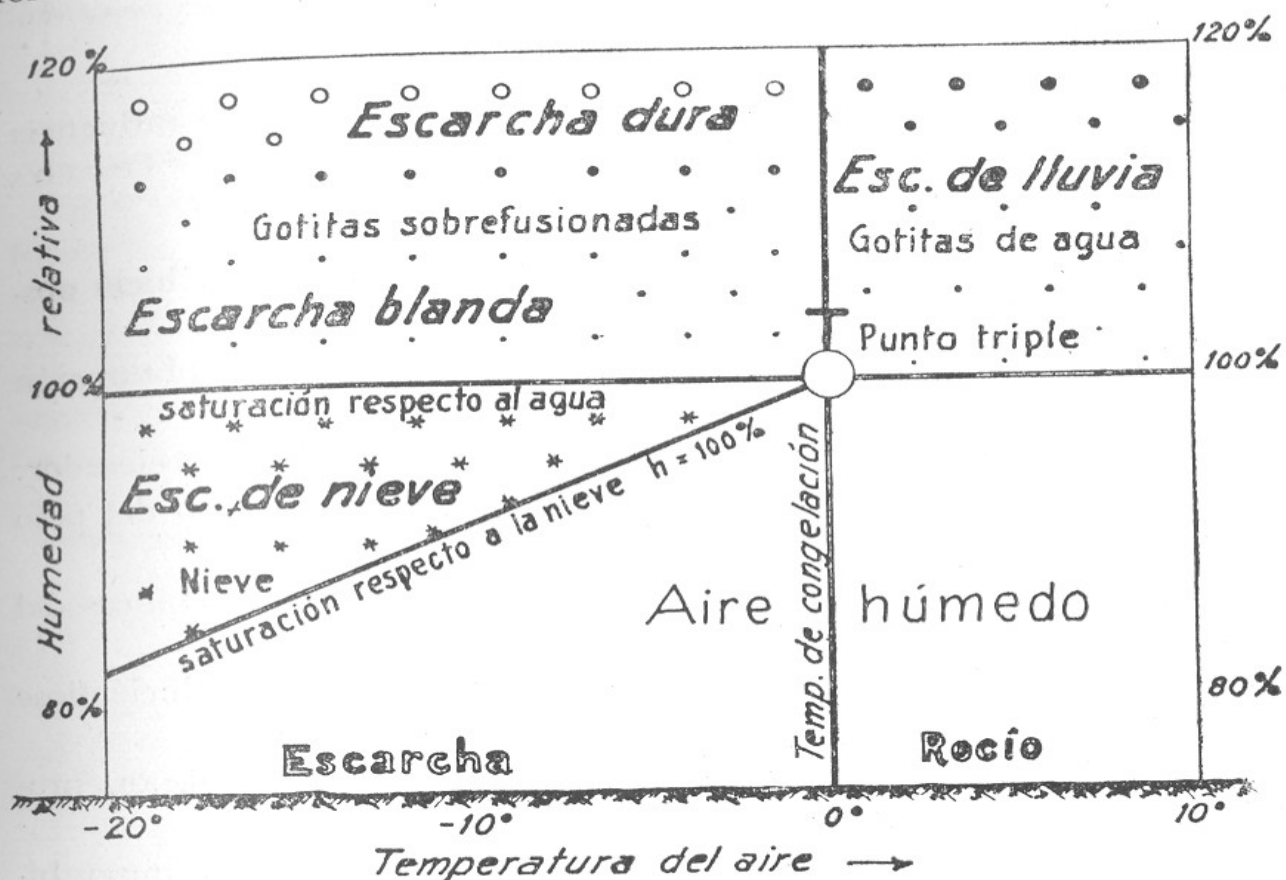 120%
120%
Escarcha dura
Esc. de lluvia
Gotitas sobrefusionadas
Gotitas de agua
Escarcha blanda
Punto triple
100%
100%
saturación respecto al agua
h = 100%
Esc. de nieve
saturación respecto a la nieve
Nieve
Temp. de congelación
Aire húmedo
80%
80%
Escarcha
Rocío
-20°
-10°
0°
10°
Temperatura del aire →
Humedad relativa →